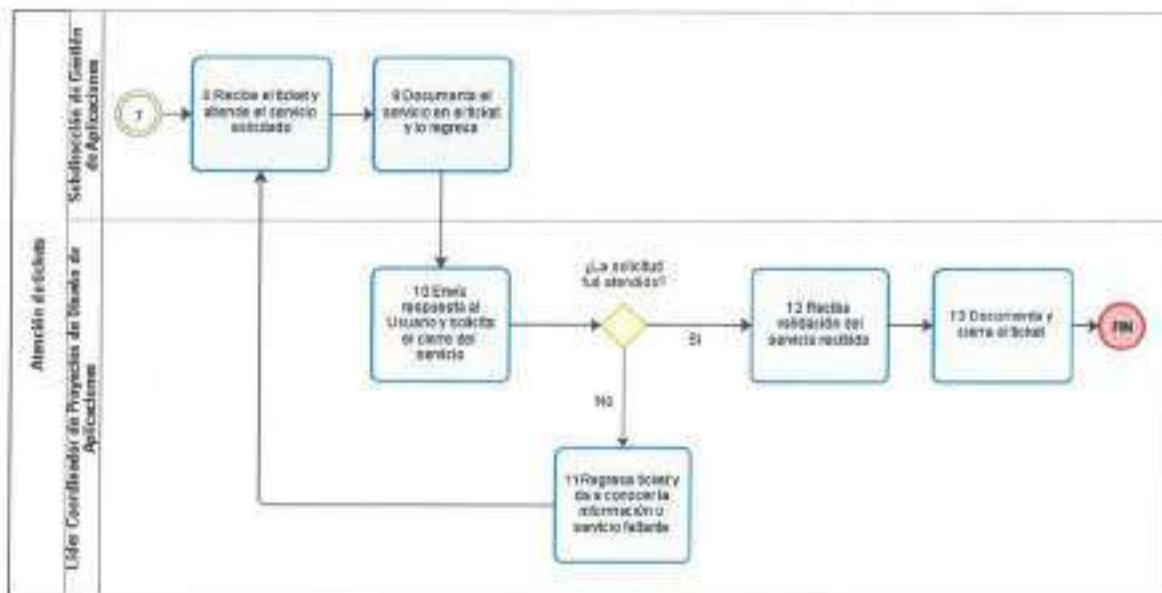 Atención de tickets
Subdirección de Gestión
de Aplicaciones
Líder Coordinador de Proyectos de Diseño de
Aplicaciones
7
8 Recibe el ticket y
atiende el servicio
solicitado
9 Documenta el
servicio en el ticket
y lo regresa
10 Envía
respuesta al
Usuario y solicita
el cierre del
servicio
¿La solicitud
fué atendida?
Si
No
11 Regresa ticket y
da a conocer la
información o
servicio faltante
12 Recibe
validación del
servicio recibido
13 Documenta y
cierra el ticket
FIN